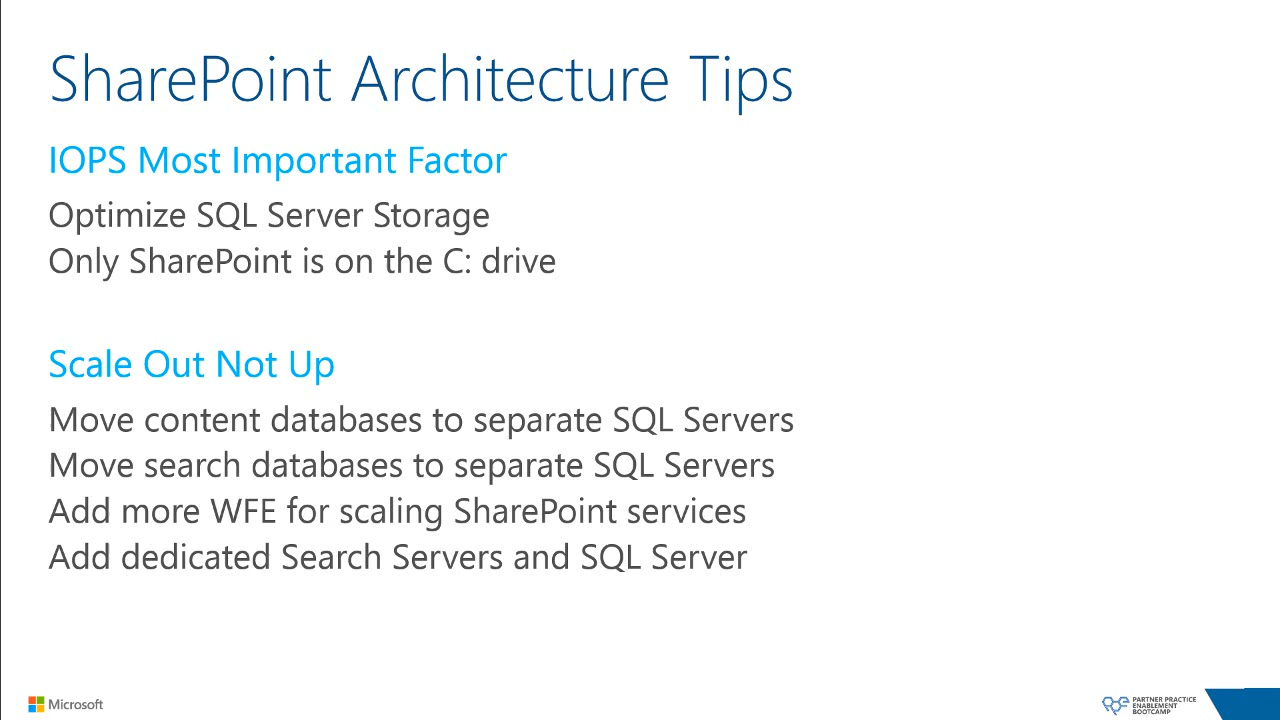 SharePoint Architecture Tips
IOPS Most Important Factor
Optimize SQL Server Storage
Only SharePoint is on the C: drive
Scale Out Not Up
Move content databases to separate SQL Servers
Move search databases to separate SQL Servers
Add more WFE for scaling SharePoint services
Add dedicated Search Servers and SQL Server
Microsoft
PARTNER PRACTICE
ENABLEMENT
BOOTCAMP